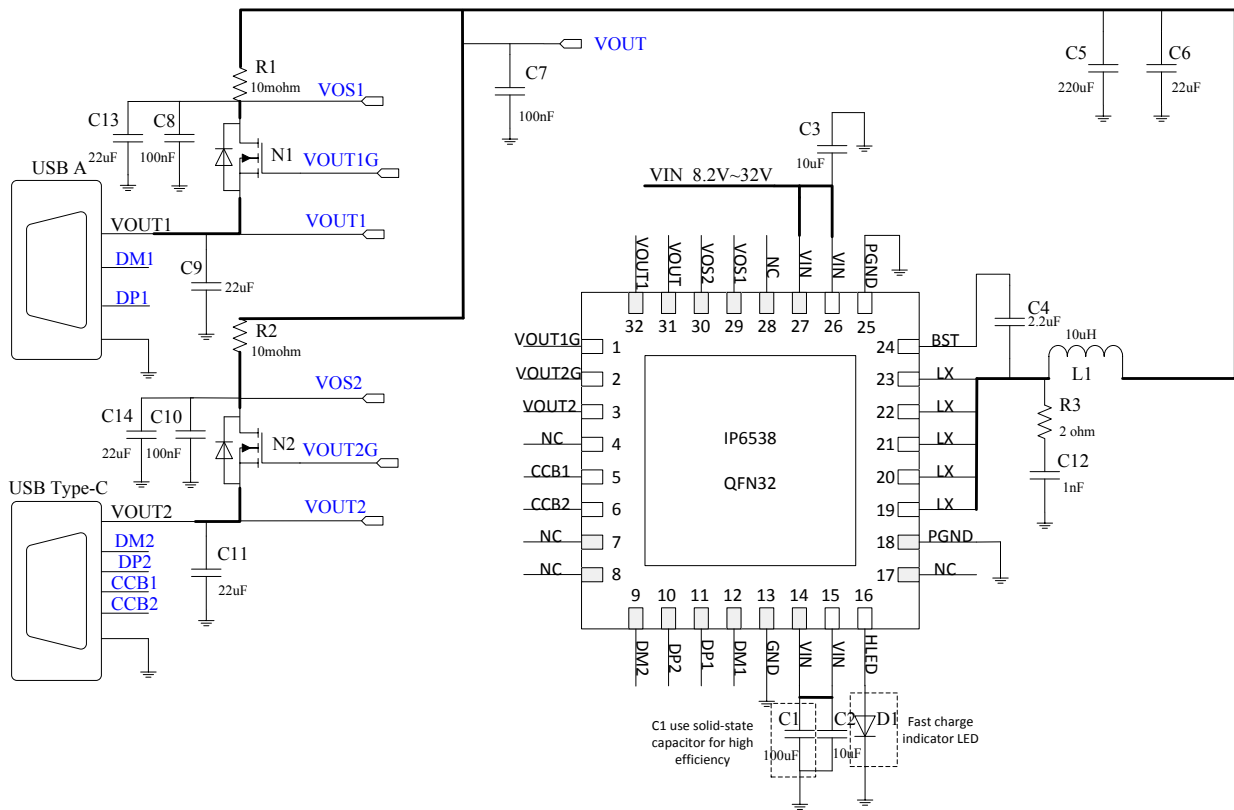 VOUT
C5
220uF
C6
22uF
C7
100nF
R1
10mohm
VOS1
C13
22uF
C8
100nF
N1
VOUT1G
USB A
VOUT1
VOUT1
DM1
DP1
C9
22uF
C3
10uF
VIN 8.2V~32V
R2
10mohm
VOS2
C14
22uF
C10
100nF
N2
VOUT2G
USB Type-C
VOUT2
VOUT2
DM2
DP2
CCB1
CCB2
C11
22uF
VOUT1
VOUT
VOS2
VOS1
NC
VIN
VIN
PGND
32 31 30 29 28 27 26 25
VOUT1G 1
VOUT2G 2
VOUT2 3
NC 4
CCB1 5
CCB2 6
NC 7
NC 8
IP6538
QFN32
24 BST
23 LX
22 LX
21 LX
20 LX
19 LX
18 PGND
17 NC
C4
2.2uF
10uH
L1
R3
2 ohm
C12
1nF
9 10 11 12 13 14 15 16
DM2
DP2
DP1
DM1
GND
VIN
VIN
HLED
C1 use solid-state
capacitor for high
efficiency
C1
100uF
C2
10uF
D1
Fast charge
indicator LED